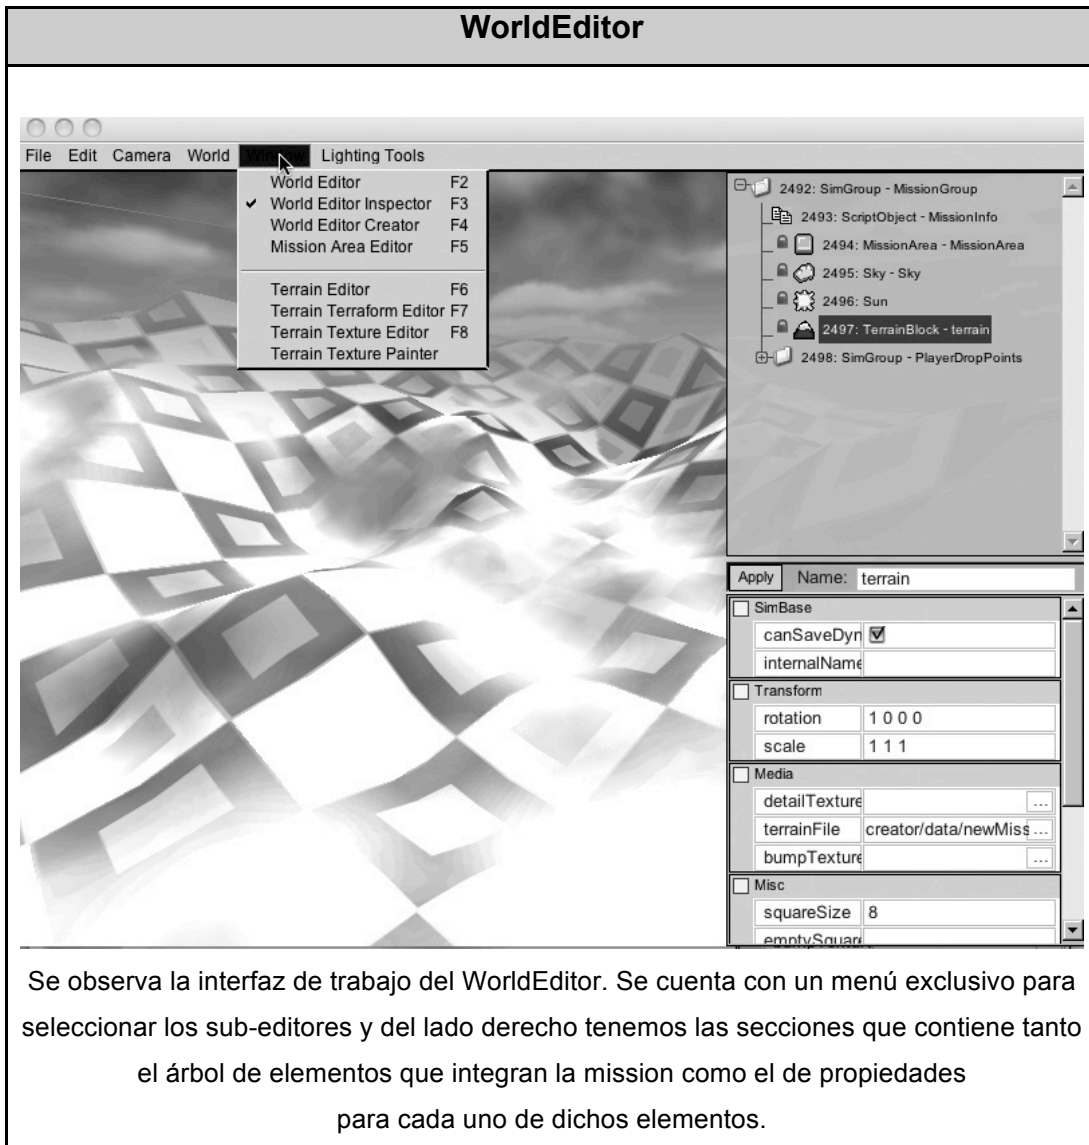 WorldEditor
File Edit Camera World Window Lighting Tools
World Editor F2
World Editor Inspector F3
World Editor Creator F4
Mission Area Editor F5
Terrain Editor F6
Terrain Terraform Editor F7
Terrain Texture Editor F8
Terrain Texture Painter
2492: SimGroup - MissionGroup
2493: ScriptObject - MissionInfo
2494: MissionArea - MissionArea
2495: Sky - Sky
2496: Sun
2497: TerrainBlock - terrain
2498: SimGroup - PlayerDropPoints
Apply Name: terrain
SimBase
canSaveDyn
internalName
Transform
rotation 1 0 0 0
scale 1 1 1
Media
detailTexture ...
terrainFile creator/data/newMiss ...
bumpTexture ...
Misc
squareSize 8
emptySquare
Se observa la interfaz de trabajo del WorldEditor. Se cuenta con un menú exclusivo para
seleccionar los sub-editores y del lado derecho tenemos las secciones que contiene tanto
el árbol de elementos que integran la mission como el de propiedades
para cada uno de dichos elementos.